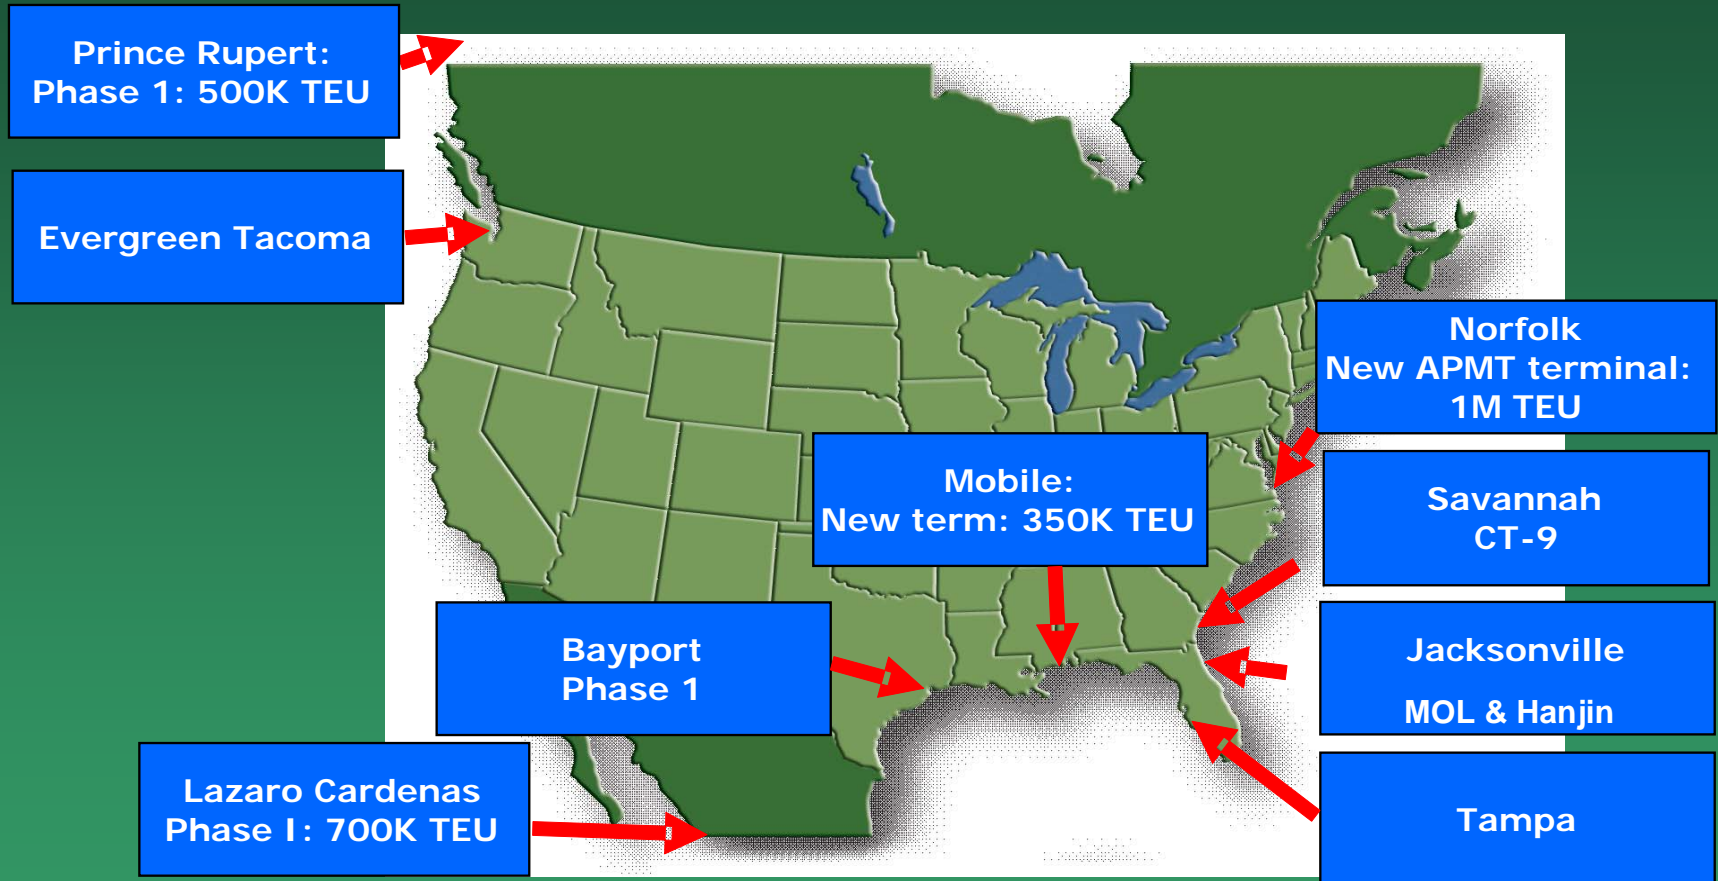 Prince Rupert:
Phase 1: 500K TEU
Evergreen Tacoma
Norfolk
New APMT terminal:
1M TEU
Mobile:
New term: 350K TEU
Savannah
CT-9
Bayport
Phase 1
Jacksonville
MOL & Hanjin
Lazaro Cardenas
Phase I: 700K TEU
Tampa